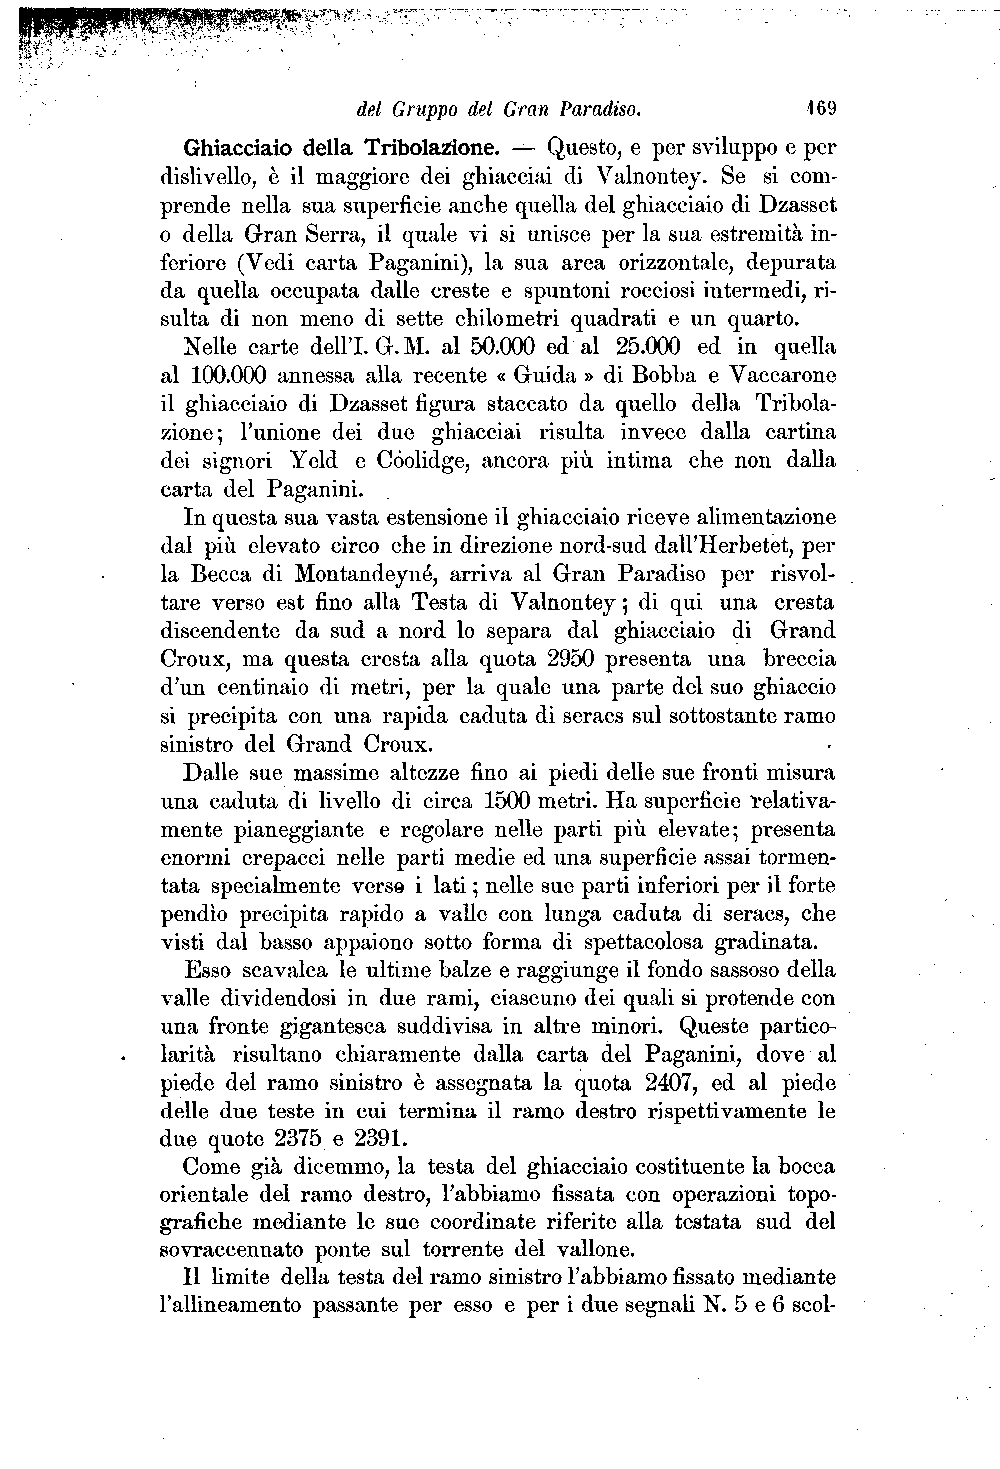 del Gruppo del Gran Paradiso. 169
Ghiacciaio della Tribolazione. — Questo, e per sviluppo e per
dislivello, è il maggiore dei ghiacciai di Valnontey. Se si com-
prende nella sua superficie anche quella del ghiacciaio di Dzasset
o della Gran Serra, il quale vi si unisce per la sua estremità in-
feriore (Vedi carta Paganini), la sua area orizzontale, depurata
da quella occupata dalle creste e spuntoni rocciosi intermedi, ri-
sulta di non meno di sette chilometri quadrati e un quarto.
Nelle carte dell'I. G. M. al 50.000 ed al 25.000 ed in quella
al 100.000 annessa alla recente « Guida » di Bobba e Vaccarone
il ghiacciaio di Dzasset figura staccato da quello della Tribola-
zione; l'unione dei due ghiacciai risulta invece dalla cartina
dei signori Yeld e Còolidge, ancora più intima che non dalla
carta del Paganini.
In questa sua vasta estensione il ghiacciaio riceve alimentazione
dal più elevato circo che in direzione nord-sud dall'Herbetet, per
la Becca di Montandeyné, arriva al Gran Paradiso per risvol-
tare verso est fino alla Testa di Valnontey; di qui una cresta
discendente da sud a nord lo separa dal ghiacciaio di Grand
Croux, ma questa cresta alla quota 2950 presenta una breccia
d'un centinaio di metri, per la quale una parte del suo ghiaccio
si precipita con una rapida caduta di seracs sul sottostante ramo
sinistro del Grand Croux.
Dalle sue massime altezze fino ai piedi delle sue fronti misura
una caduta di livello di circa 1500 metri. Ha superficie relativa-
mente pianeggiante e regolare nelle parti più elevate; presenta
enormi crepacci nelle parti medie ed una superficie assai tormen-
tata specialmente verso i lati; nelle sue parti inferiori per il forte
pendìo precipita rapido a valle con lunga caduta di seracs, che
visti dal basso appaiono sotto forma di spettacolosa gradinata.
Esso scavalca le ultime balze e raggiunge il fondo sassoso della
valle dividendosi in due rami, ciascuno dei quali si protende con
una fronte gigantesca suddivisa in altre minori. Queste partico-
larità risultano chiaramente dalla carta del Paganini, dove al
piede del ramo sinistro è assegnata la quota 2407, ed al piede
delle due teste in cui termina il ramo destro rispettivamente le
due quote 2375 e 2391.
Come già dicemmo, la testa del ghiacciaio costituente la bocca
orientale del ramo destro, l'abbiamo fissata con operazioni topo-
grafiche mediante le sue coordinate riferite alla testata sud del
sovraccennato ponte sul torrente del vallone.
Il limite della testa del ramo sinistro l'abbiamo fissato mediante
l'allineamento passante per esso e per i due segnali N. 5 e 6 scol-